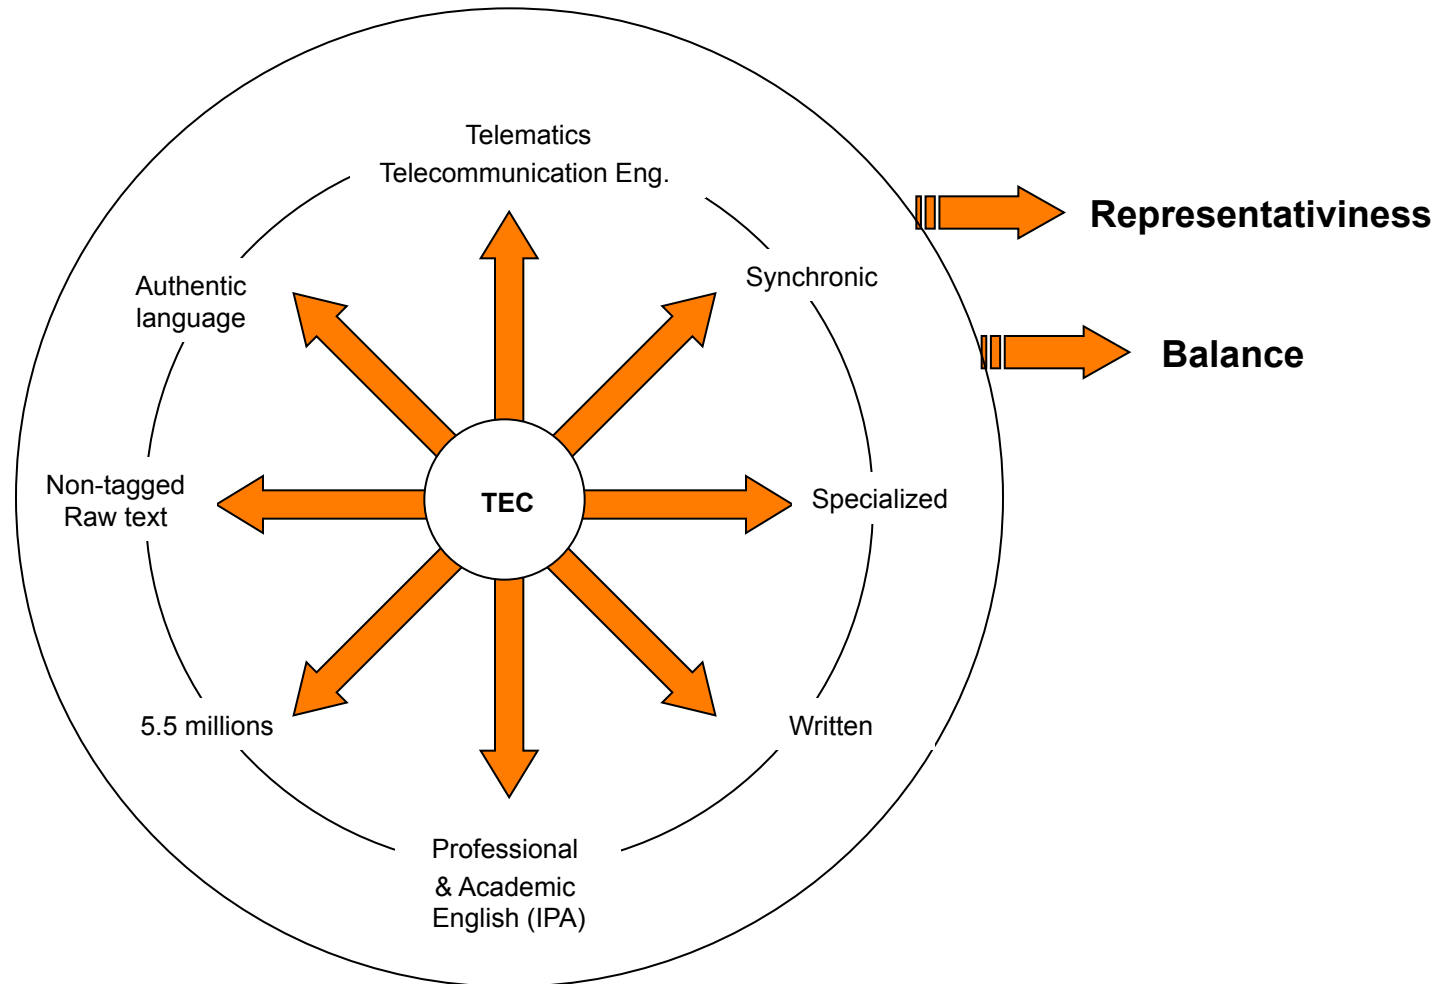 Telematics
Telecommunication Eng.
Representativiness
Synchronic
Authentic
language
Balance
Non-tagged
Raw text
TEC
Specialized
5.5 millions
Written
Professional
& Academic
English (IPA)